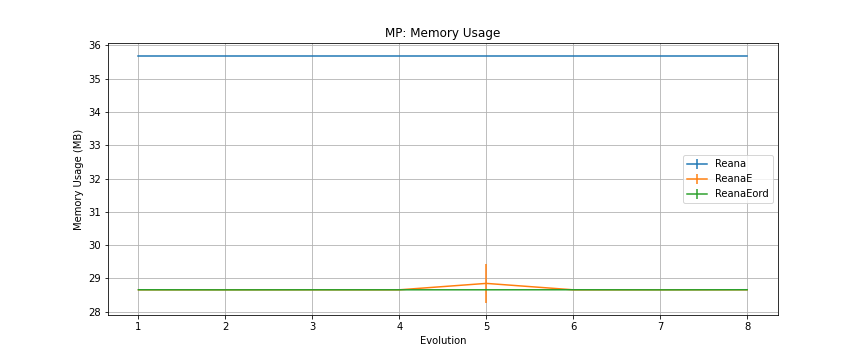 MP: Memory Usage
Memory Usage (MB)
36
35
34
33
32
31
30
29
28
Reana
ReanaE
ReanaEord
1 2 3 4 5 6 7 8
Evolution